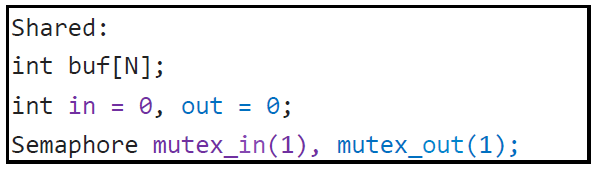 Shared:
int buf[N];
int in = 0, out = 0;
Semaphore mutex_in(1), mutex_out(1);